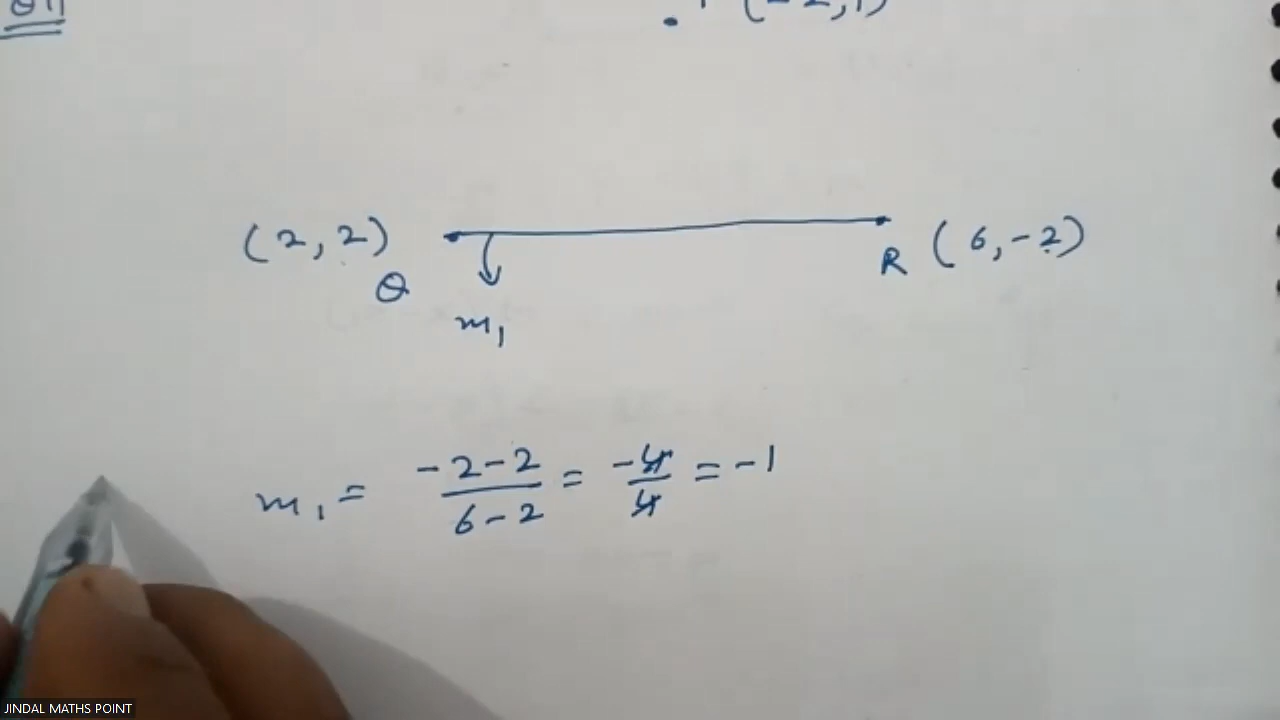 (2, 2)
Q
R (6, -2)
m₁
m₁ = -2-2/6-2 = -4/4 = -1
JINDAL MATHS POINT